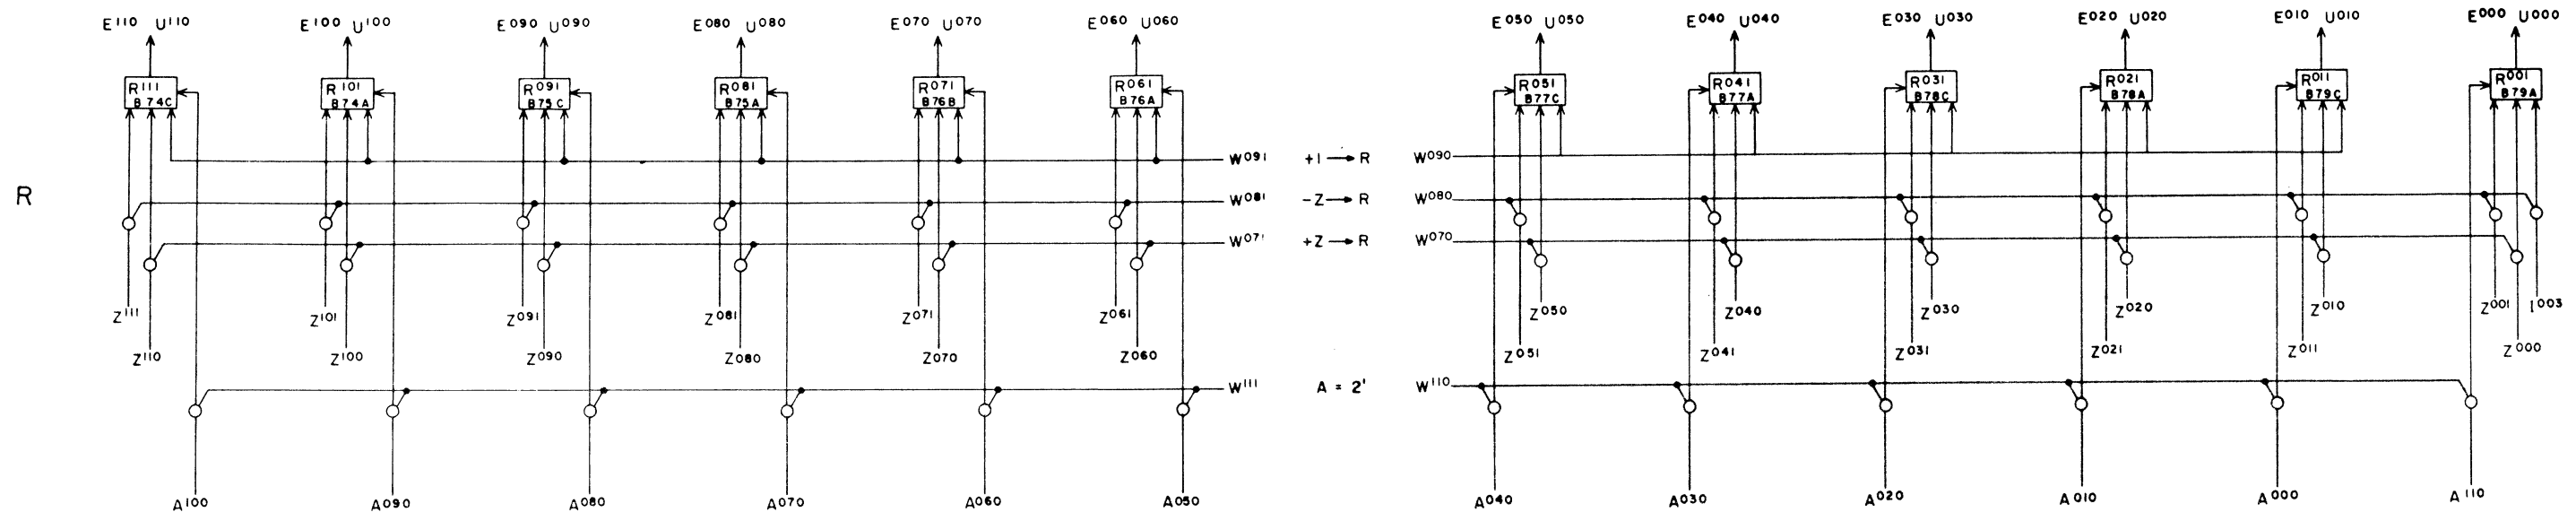 E110 U110 E100 U100 E090 U090 E080 U080 E070 U070 E060 U060 E050 U050 E040 U040 E030 U030 E020 U020 E010 U010 E000 U000
R111 R101 R091 R081 R071 R061 R051 R041 R031 R021 R011 R001
B74C B74A B75C B75A B76B B76A B77C B77A B78C B78A B79C B79A
W091 +1 → R W090
R
W081 -Z → R W080
W071 +Z → R W070
Z111 Z101 Z091 Z081 Z071 Z061 Z050 Z040 Z030 Z020 Z010 Z001 I003
Z110 Z100 Z090 Z080 Z070 Z060 Z051 Z041 Z031 Z021 Z011 Z000
W111 A = 2' W110
A100 A090 A080 A070 A060 A050 A040 A030 A020 A010 A000 A110